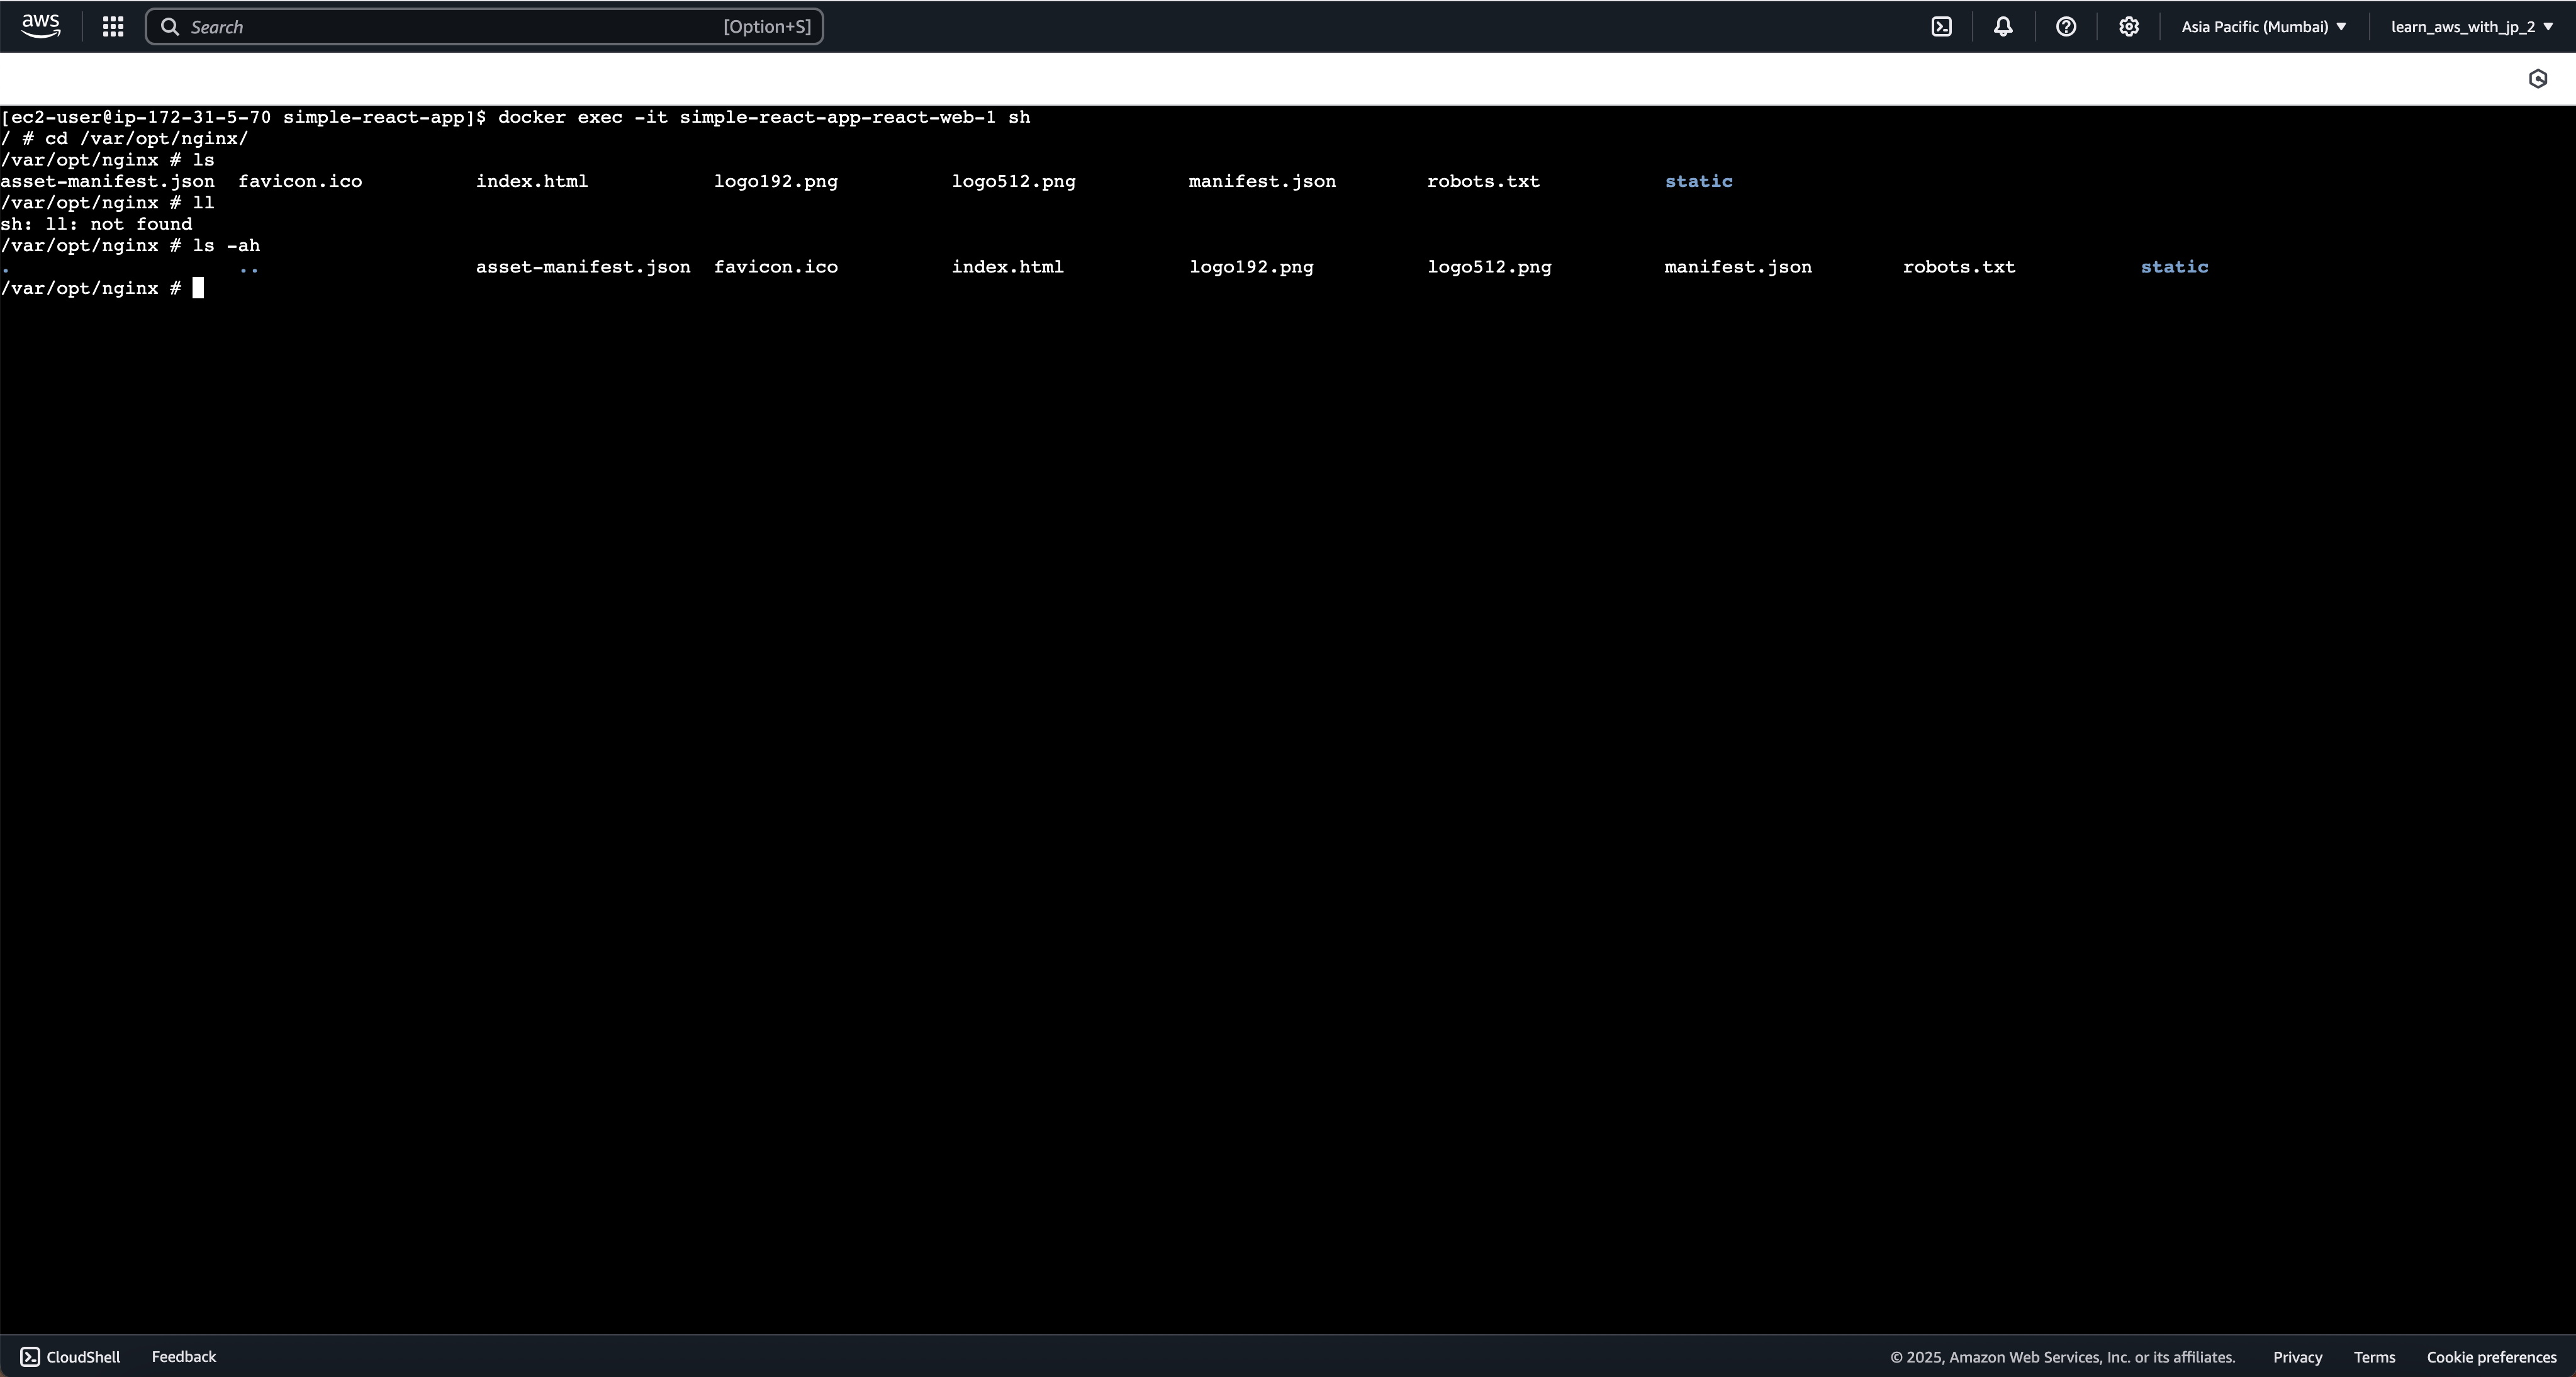 aws
Search [Option+S]
Asia Pacific (Mumbai) ▼ learn_aws_with_jp_2 ▼
[ec2-user@ip-172-31-5-70 simple-react-app]$ docker exec -it simple-react-app-react-web-1 sh
/ # cd /var/opt/nginx/
/var/opt/nginx # ls
asset-manifest.json favicon.ico index.html logo192.png logo512.png manifest.json robots.txt static
/var/opt/nginx # ll
sh: ll: not found
/var/opt/nginx # ls -ah
. .. asset-manifest.json favicon.ico index.html logo192.png logo512.png manifest.json robots.txt static
/var/opt/nginx #
CloudShell Feedback © 2025, Amazon Web Services, Inc. or its affiliates. Privacy Terms Cookie preferences